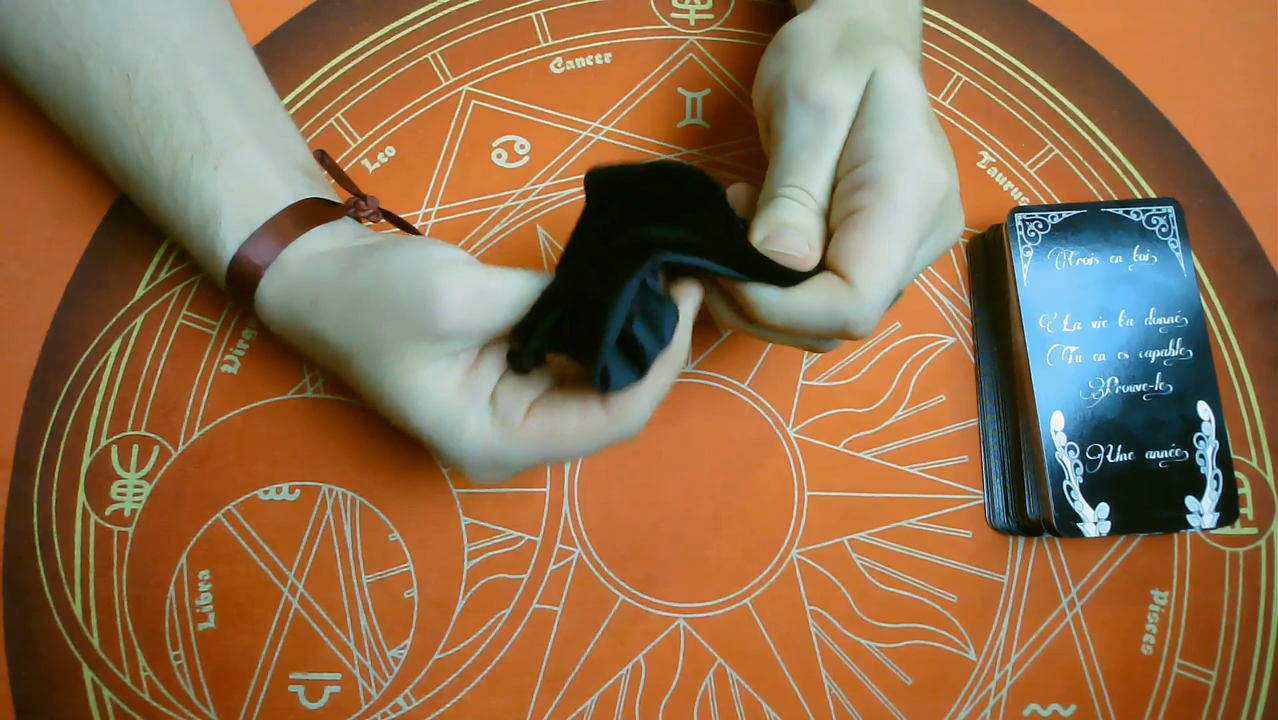 Cancer
Leo
Taurus
Virg
Crois en toi
La vie t'a donné
Tu en es capable
Prouve-le
Une année
Libra
Pisces